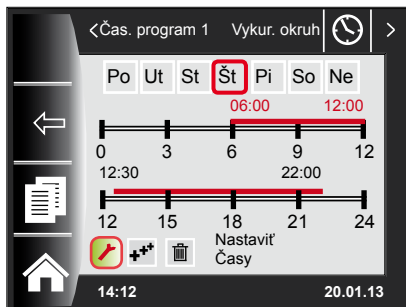 Čas. program 1 Vykur. okruh
Po Ut St Št Pi So Ne
06:00 12:00
0 3 6 9 12
12:30 22:00
12 15 18 21 24
Nastaviť
Časy
14:12 20.01.13